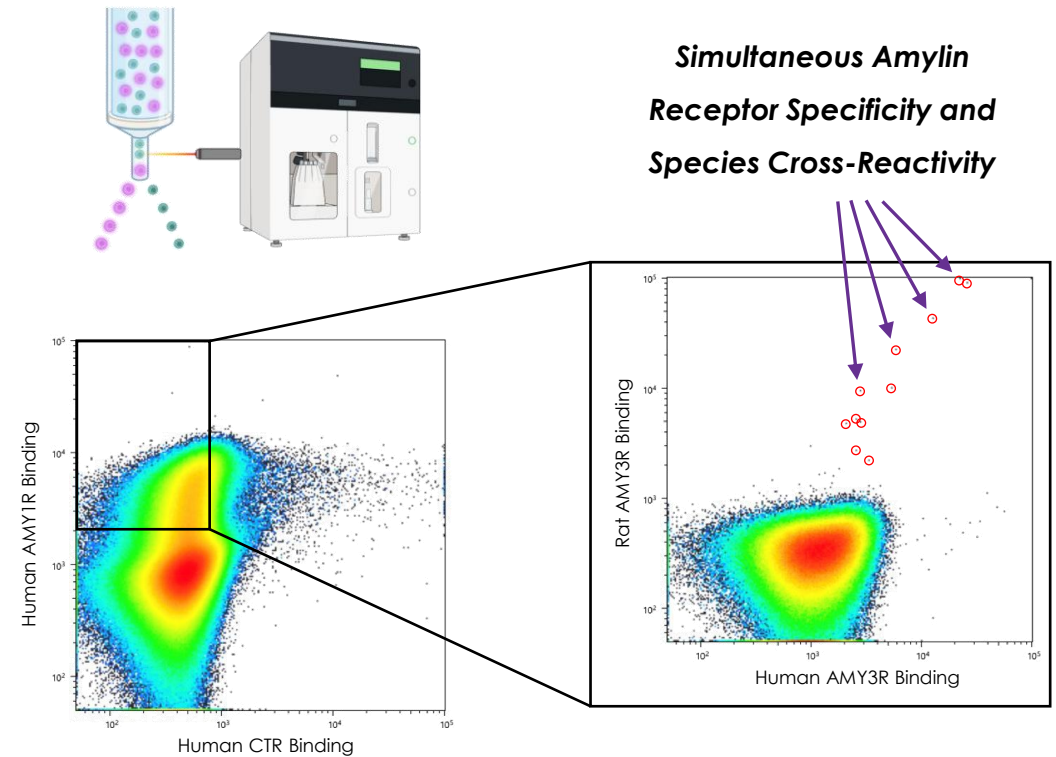 Simultaneous Amylin
Receptor Specificity and
Species Cross-Reactivity
10⁵
10⁴
10³
10²
Human AMY1R Binding
10²
10³
10⁴
10⁵
Human CTR Binding
10⁵
10⁴
10³
10²
Rat AMY3R Binding
10²
10³
10⁴
10⁵
Human AMY3R Binding